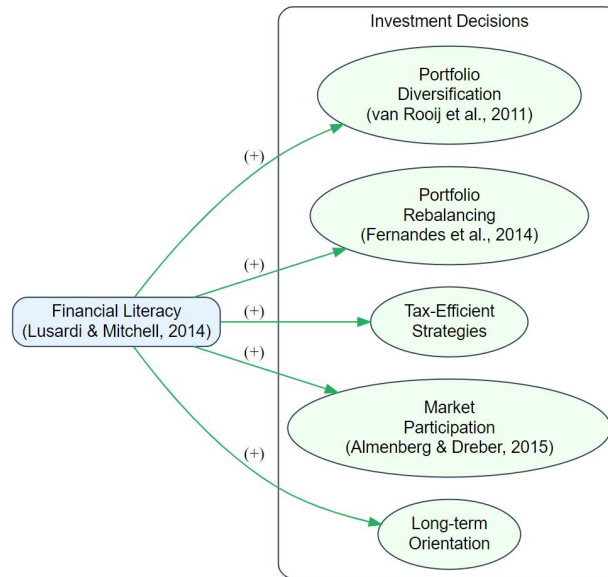 Investment Decisions
Portfolio
Diversification
(van Rooij et al., 2011)
(+)
Portfolio
Rebalancing
(Fernandes et al., 2014)
(+)
Financial Literacy
(Lusardi & Mitchell, 2014)
(+)
Tax-Efficient
Strategies
(+)
Market
Participation
(Almenberg & Dreber, 2015)
(+)
Long-term
Orientation